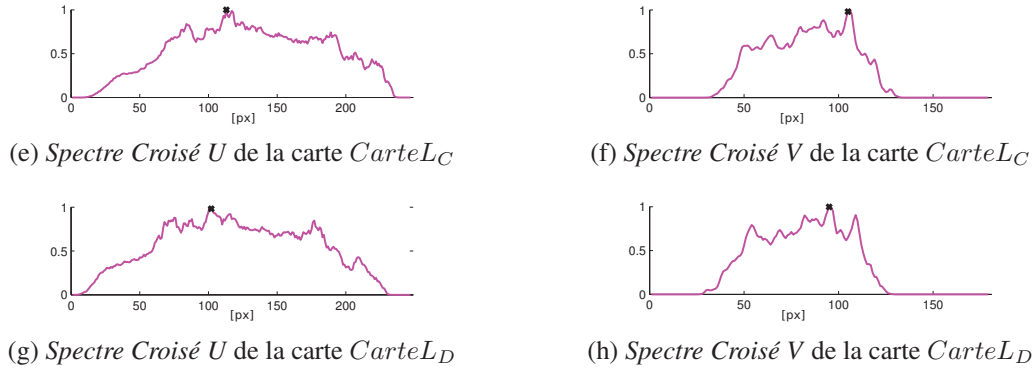 1
0.5
0
0 50 100 150 200
[px]
(e) Spectre Croisé U de la carte CarteL_C
1
0.5
0
0 50 100 150
[px]
(f) Spectre Croisé V de la carte CarteL_C
1
0.5
0
0 50 100 150 200
[px]
(g) Spectre Croisé U de la carte CarteL_D
1
0.5
0
0 50 100 150
[px]
(h) Spectre Croisé V de la carte CarteL_D